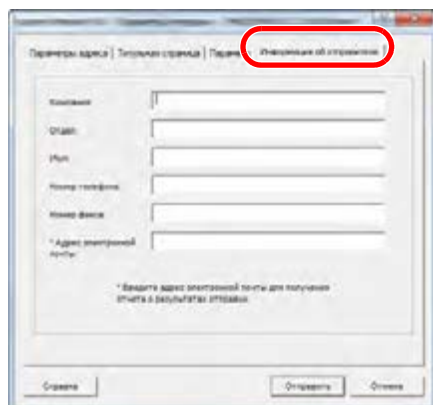 Параметры адреса | Титульная страница | Параметры | Информация об отправителе
Компания
Отдел
Имя
Номер телефона
Номер факса
* Адрес электронной
почты
* Введите адрес электронной почты для получения
отчета о результатах отправки.
Справка
Отправить
Отмена